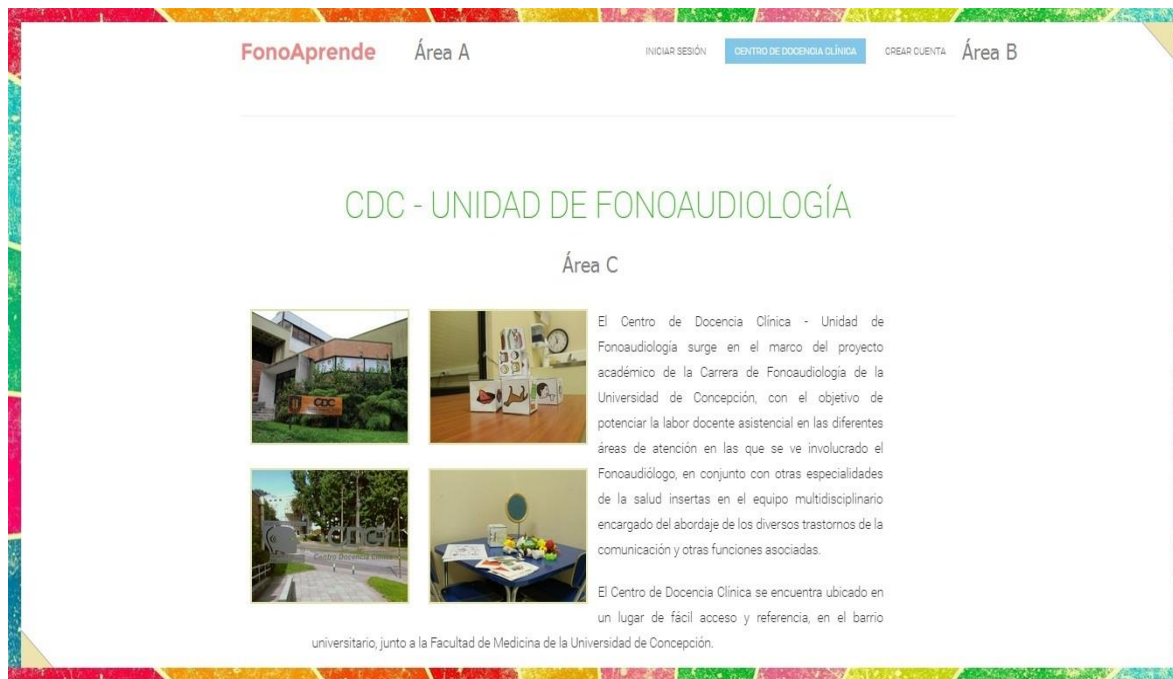 FonoAprende Área A INICIAR SESIÓN CENTRO DE DOCENCIA CLÍNICA CREAR CUENTA Área B
CDC - UNIDAD DE FONOAUDIOLOGÍA
Área C
El Centro de Docencia Clínica - Unidad de
Fonoaudiología surge en el marco del proyecto
académico de la Carrera de Fonoaudiología de la
Universidad de Concepción, con el objetivo de
potenciar la labor docente asistencial en las diferentes
áreas de atención en las que se ve involucrado el
Fonoaudiólogo, en conjunto con otras especialidades
de la salud insertas en el equipo multidisciplinario
encargado del abordaje de los diversos trastornos de la
comunicación y otras funciones asociadas.
El Centro de Docencia Clínica se encuentra ubicado en
un lugar de fácil acceso y referencia, en el barrio
universitario, junto a la Facultad de Medicina de la Universidad de Concepción.
CDC
Centro Docencia Clínica